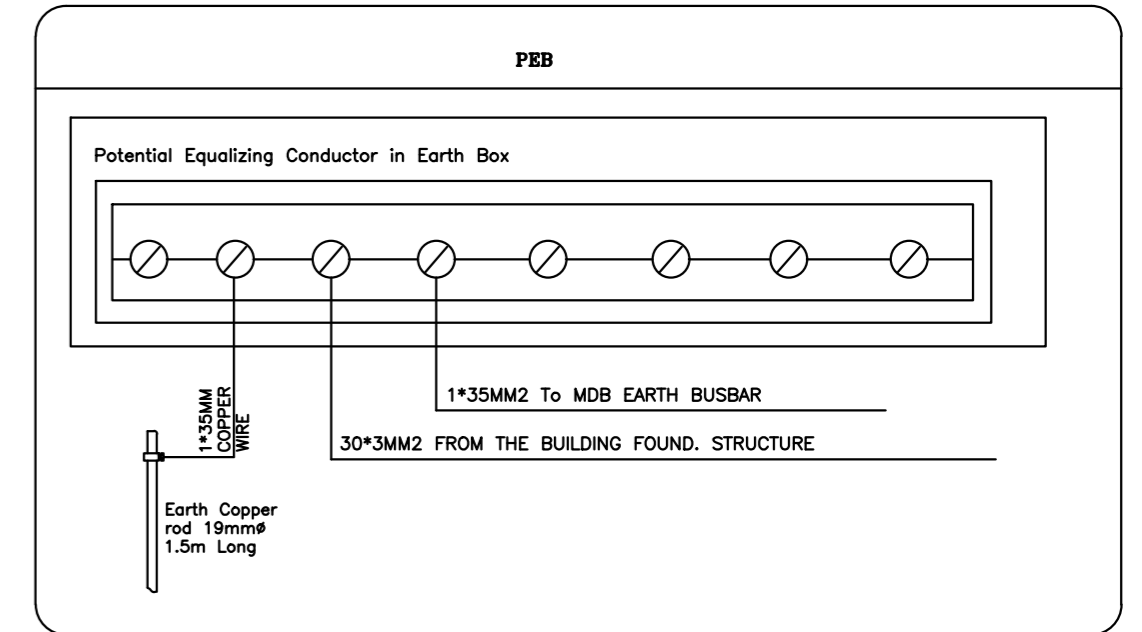 PEB
Potential Equalizing Conductor in Earth Box
1*35MM2 To MDB EARTH BUSBAR
1*35MM
COPPER
WIRE
30*3MM2 FROM THE BUILDING FOUND. STRUCTURE
Earth Copper
rod 19mmø
1.5m Long